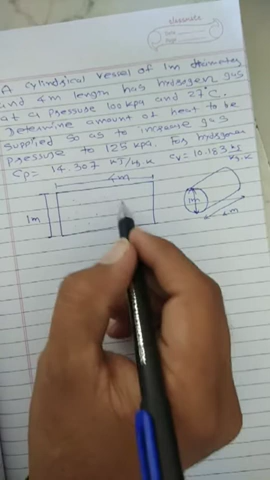 classmate
A cylindrical vessel of 1m diameter
and 4m length has hydrogen gas
at a pressure 100 kpa and 27°C.
Determine amount of heat to be
supplied so as to increase gas
pressure to 125 kpa. For hydrogen
Cp = 14.307 kJ/kg.K Cv = 10.183 kJ/kg.K
4m
1m
1m
4m